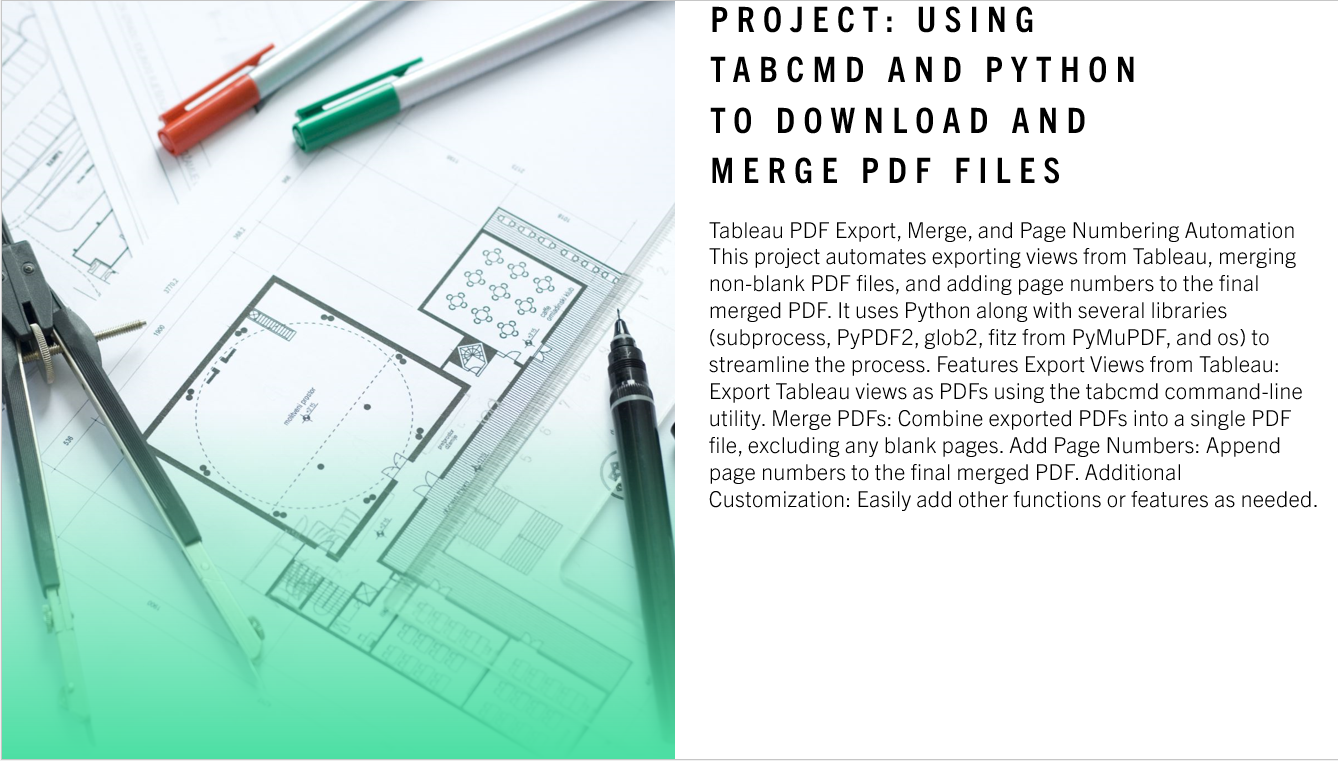 PROJECT: USING
TABCMD AND PYTHON
TO DOWNLOAD AND
MERGE PDF FILES
Tableau PDF Export, Merge, and Page Numbering Automation
This project automates exporting views from Tableau, merging
non-blank PDF files, and adding page numbers to the final
merged PDF. It uses Python along with several libraries
(subprocess, PyPDF2, glob2, fitz from PyMuPDF, and os) to
streamline the process. Features Export Views from Tableau:
Export Tableau views as PDFs using the tabcmd command-line
utility. Merge PDFs: Combine exported PDFs into a single PDF
file, excluding any blank pages. Add Page Numbers: Append
page numbers to the final merged PDF. Additional
Customization: Easily add other functions or features as needed.